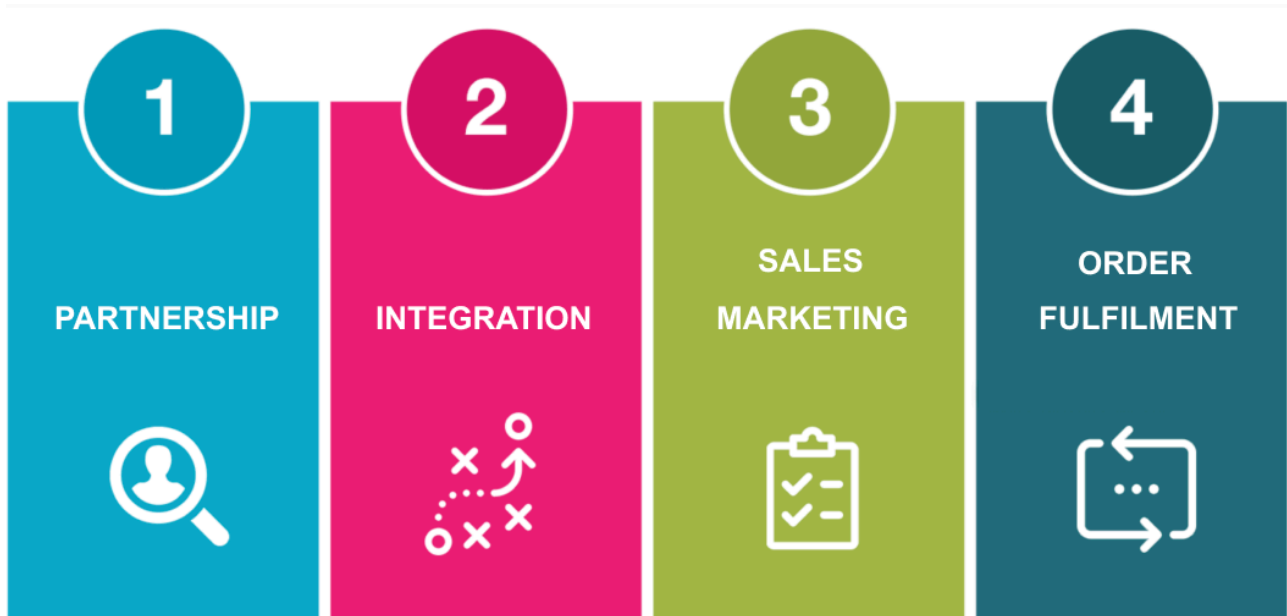 1
PARTNERSHIP
2
INTEGRATION
3
SALES
MARKETING
4
ORDER
FULFILMENT